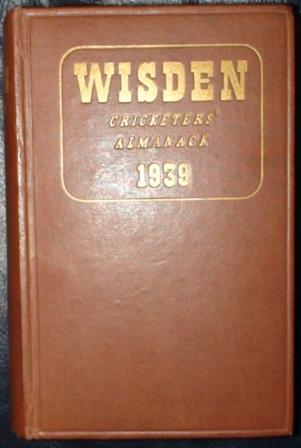 WISDEN
CRICKETERS'
ALMANACK
1939